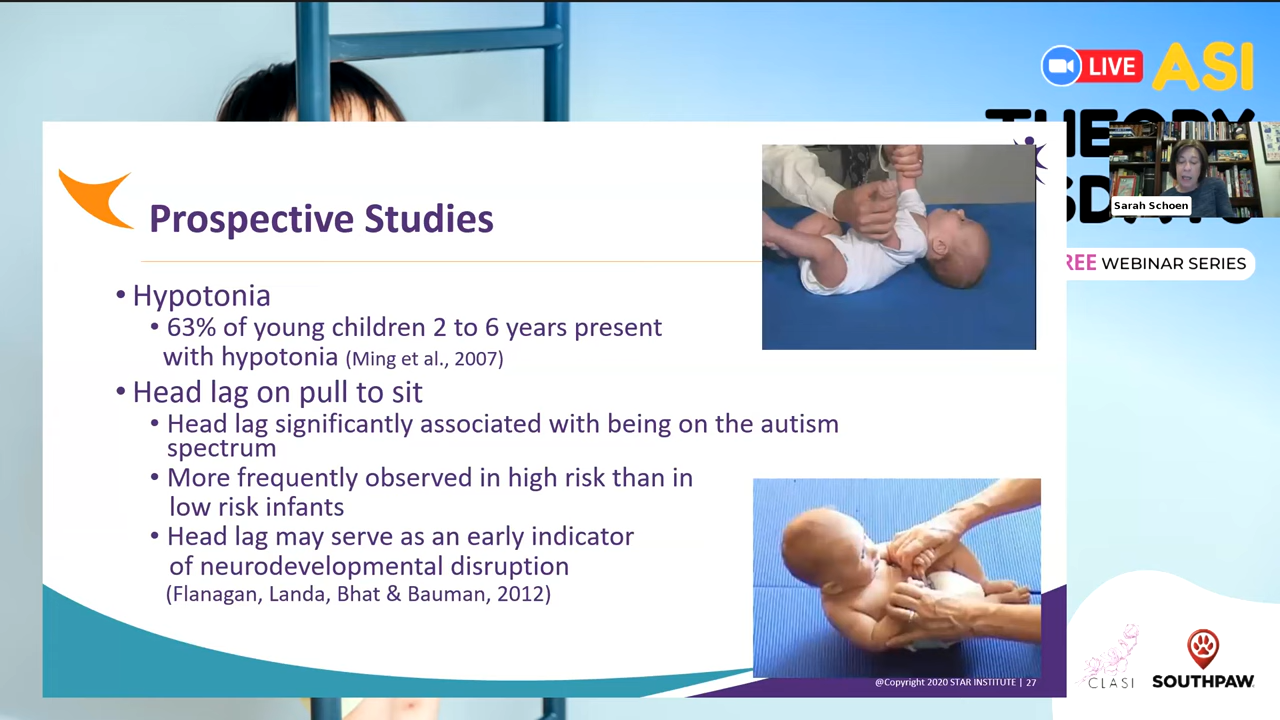 LIVE ASI
THEORY
Sarah Schoen
REE WEBINAR SERIES
Prospective Studies
• Hypotonia
• 63% of young children 2 to 6 years present
with hypotonia (Ming et al., 2007)
• Head lag on pull to sit
• Head lag significantly associated with being on the autism
spectrum
• More frequently observed in high risk than in
low risk infants
• Head lag may serve as an early indicator
of neurodevelopmental disruption
(Flanagan, Landa, Bhat & Bauman, 2012)
@Copyright 2020 STAR INSTITUTE | 27
CLASI
SOUTHPAW